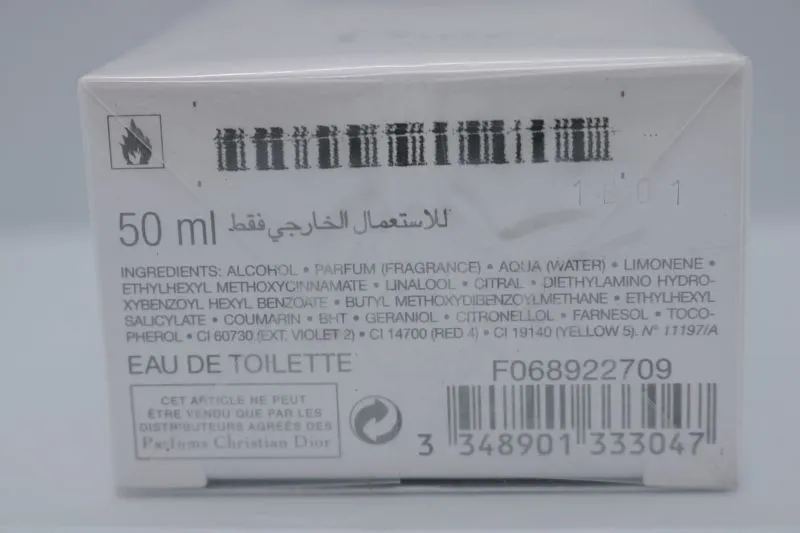 1L01
50 ml للاستعمال الخارجي فقط
INGREDIENTS: ALCOHOL • PARFUM (FRAGRANCE) • AQUA (WATER) • LIMONENE •
ETHYLHEXYL METHOXYCINNAMATE • LINALOOL • CITRAL • DIETHYLAMINO HYDRO-
XYBENZOYL HEXYL BENZOATE • BUTYL METHOXYDIBENZOYLMETHANE • ETHYLHEXYL
SALICYLATE • COUMARIN • BHT • GERANIOL • CITRONELLOL • FARNESOL • TOCO-
PHEROL • CI 60730 (EXT. VIOLET 2) • CI 14700 (RED 4) • CI 19140 (YELLOW 5). N° 11197/A
EAU DE TOILETTE
F068922709
CET ARTICLE NE PEUT
ÊTRE VENDU QUE PAR LES
DISTRIBUTEURS AGRÉÉS DES
Parfums Christian Dior
3 348901 333047